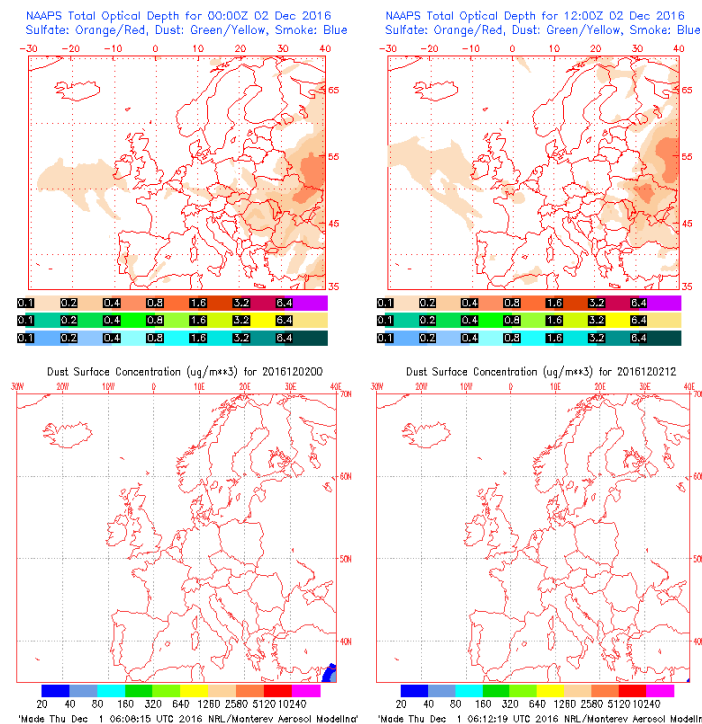 NAAPS Total Optical Depth for 00:00Z 02 Dec 2016
Sulfate: Orange/Red, Dust: Green/Yellow, Smoke: Blue
-30 -20 -10 0 10 20 30 40
65
55
45
35
0.1 0.2 0.4 0.8 1.6 3.2 6.4
0.1 0.2 0.4 0.8 1.6 3.2 6.4
0.1 0.2 0.4 0.8 1.6 3.2 6.4
NAAPS Total Optical Depth for 12:00Z 02 Dec 2016
Sulfate: Orange/Red, Dust: Green/Yellow, Smoke: Blue
-30 -20 -10 0 10 20 30 40
65
55
45
35
0.1 0.2 0.4 0.8 1.6 3.2 6.4
0.1 0.2 0.4 0.8 1.6 3.2 6.4
0.1 0.2 0.4 0.8 1.6 3.2 6.4
Dust Surface Concentration (ug/m**3) for 2016120200
30W 20W 10W 0 10E 20E 30E 40E
70N
60N
50N
40N
20 40 80 160 320 640 1280 2560 5120 10240
'Made Thu Dec 1 06:08:15 UTC 2016 NRL/Monterey Aerosol Modeling'
Dust Surface Concentration (ug/m**3) for 2016120212
30W 20W 10W 0 10E 20E 30E 40E
70N
60N
50N
40N
20 40 80 160 320 640 1280 2560 5120 10240
'Made Thu Dec 1 06:12:19 UTC 2016 NRL/Monterey Aerosol Modelin